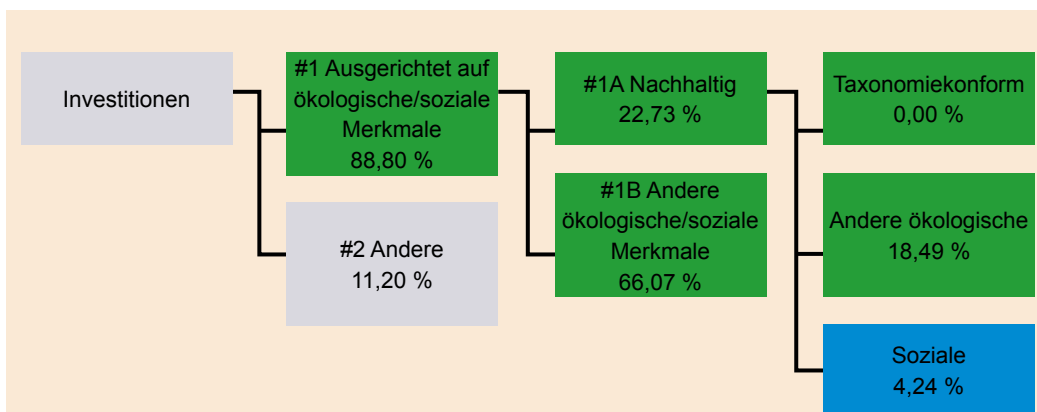 Investitionen
#1 Ausgerichtet auf
ökologische/soziale
Merkmale
88,80 %
#2 Andere
11,20 %
#1A Nachhaltig
22,73 %
#1B Andere
ökologische/soziale
Merkmale
66,07 %
Taxonomiekonform
0,00 %
Andere ökologische
18,49 %
Soziale
4,24 %